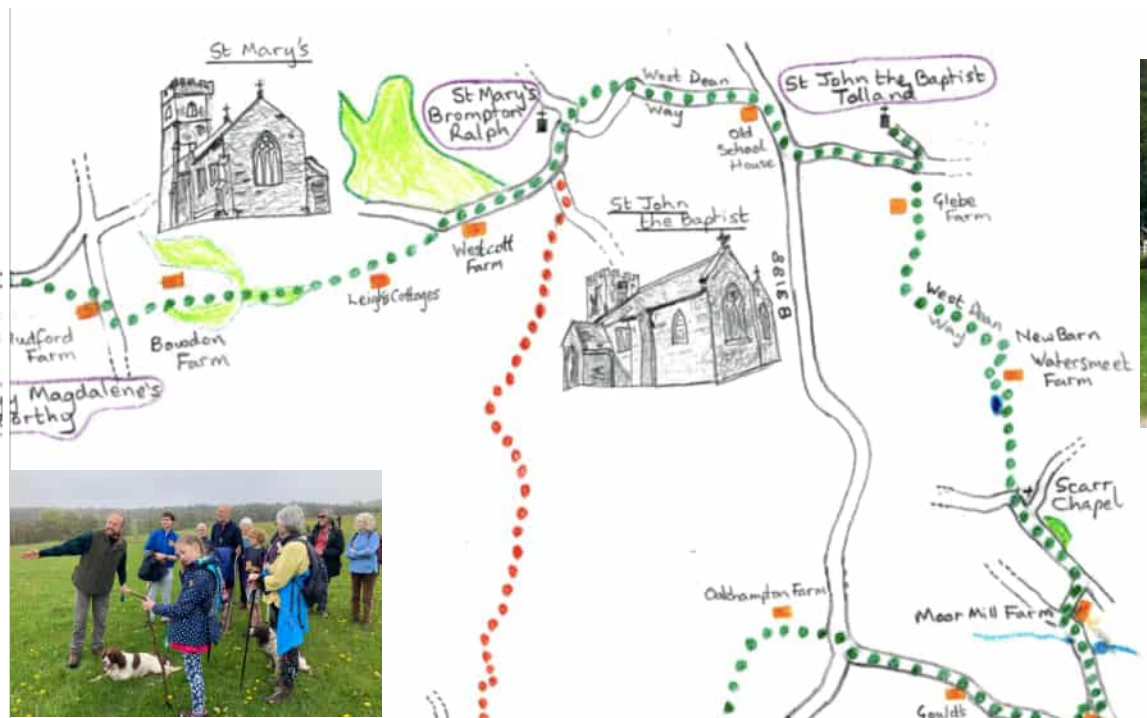 St Mary's
St Mary's
Brompton
Ralph
West Dean
Way
Old
School
House
St John the Baptist
Tolland
Glebe
Farm
St John
the Baptist
Westcott
Farm
Leigh Cottages
Bowdon
Farm
Farm
Magdalene's
B3188
West Dean
Way
New Barn
Watersmeet
Farm
Scarr
Chapel
Oakhampton Farm
Moor Mill Farm
Gould's